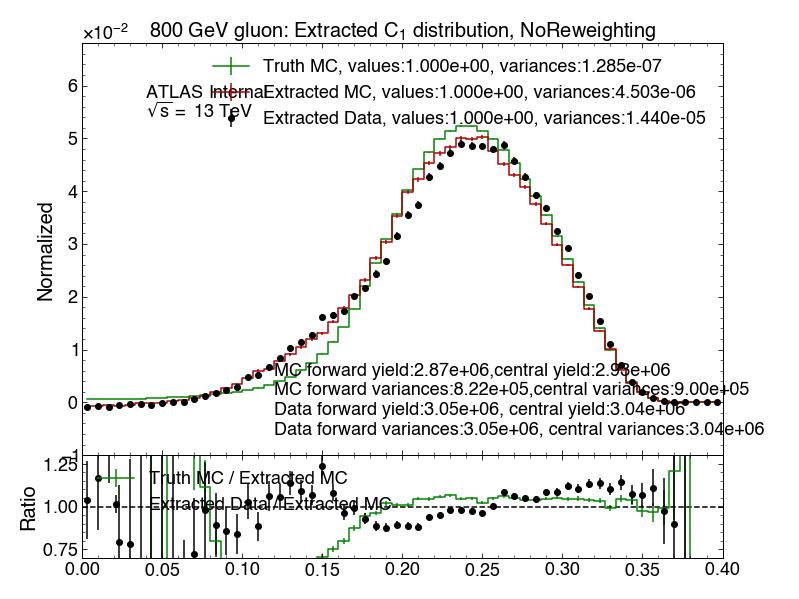 ×10⁻² 800 GeV gluon: Extracted C₁ distribution, NoReweighting
Truth MC, values:1.000e+00, variances:1.285e-07
ATLAS Internal
Extracted MC, values:1.000e+00, variances:4.503e-06
√s = 13 TeV
Extracted Data, values:1.000e+00, variances:1.440e-05
Normalized
6
5
4
3
2
1
0
1
MC forward yield:2.87e+06,central yield:2.98e+06
MC forward variances:8.22e+05,central variances:9.00e+05
Data forward yield:3.05e+06, central yield:3.04e+06
Data forward variances:3.05e+06, central variances:3.04e+06
Ratio
1.25
1.00
0.75
Truth MC / Extracted MC
Extracted Data / Extracted MC
0.00 0.05 0.10 0.15 0.20 0.25 0.30 0.35 0.40